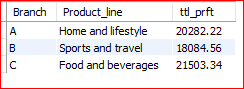 Branch Product_line ttl_prft
A Home and lifestyle 20282.22
B Sports and travel 18084.56
C Food and beverages 21503.34